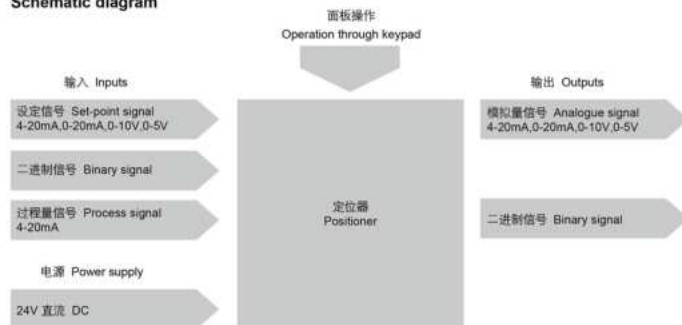 Schematic diagram
面板操作
Operation through keypad
输入 Inputs
设定信号 Set-point signal
4-20mA,0-20mA,0-10V,0-5V
二进制信号 Binary signal
过程量信号 Process signal
4-20mA
电源 Power supply
24V 直流 DC
定位器
Positioner
输出 Outputs
模拟量信号 Analogue signal
4-20mA,0-20mA,0-10V,0-5V
二进制信号 Binary signal